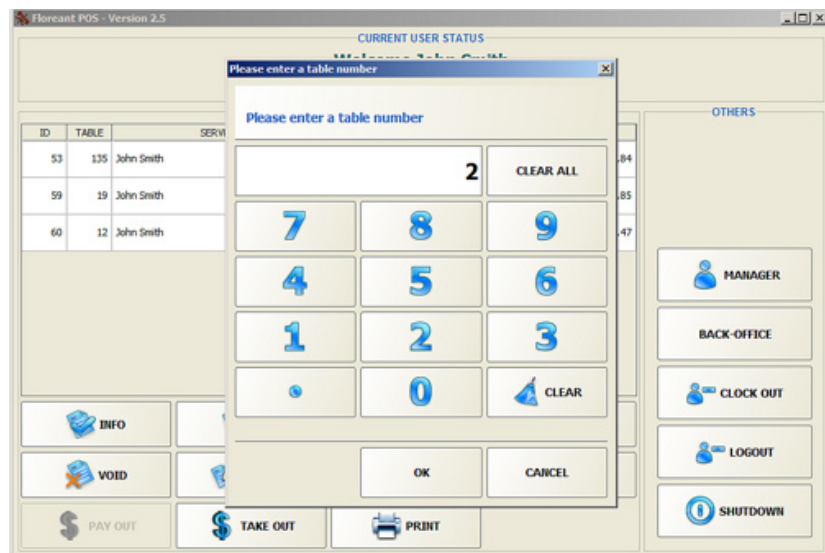 Floreant POS - Version 2.5
CURRENT USER STATUS
Please enter a table number
Please enter a table number
OTHERS
ID TABLE
2 CLEAR ALL
53 135 John Smith .84
59 19 John Smith .85
60 12 John Smith .47
7 8 9
4 5 6
1 2 3
. 0 CLEAR
OK CANCEL
MANAGER
BACK-OFFICE
CLOCK OUT
LOGOUT
SHUTDOWN
INFO
VOID
PAY OUT TAKE OUT PRINT